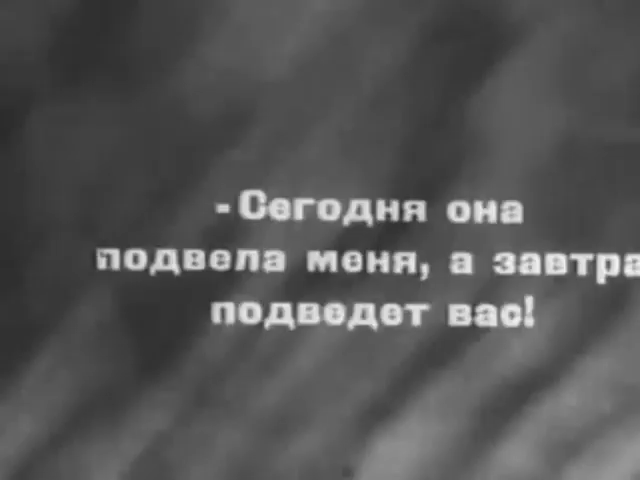 -Сегодня она
подвела меня, а завтра
подведет вас!